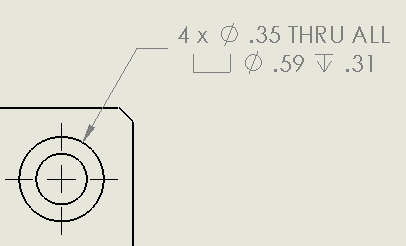 4 x ∅ .35 THRU ALL
⌴ ∅ .59 ↧ .31